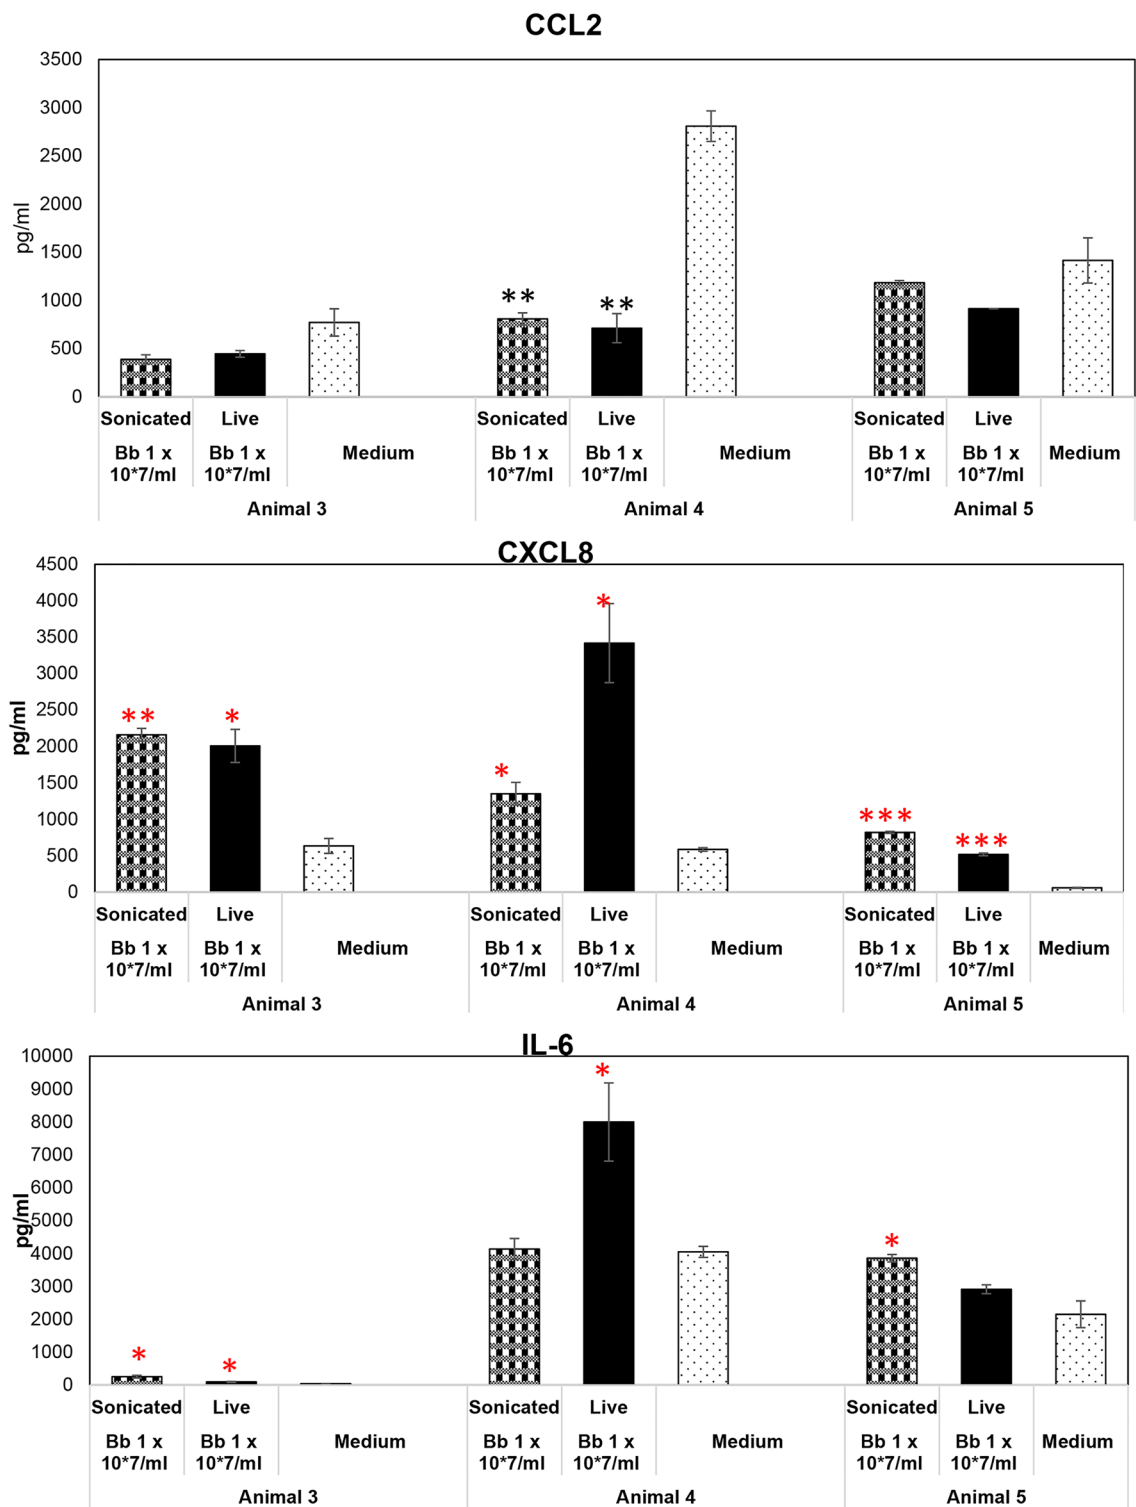 CCL2
3500
3000
2500
2000
1500
1000
500
0
pg/ml
** **
Sonicated Live Sonicated Live Sonicated Live
Bb 1 x Bb 1 x Medium Bb 1 x Bb 1 x Medium Bb 1 x Bb 1 x Medium
10*7/ml 10*7/ml 10*7/ml 10*7/ml 10*7/ml 10*7/ml
Animal 3 Animal 4 Animal 5
CXCL8
4500
4000
3500
3000
2500
2000
1500
1000
500
0
pg/ml
** * * * *** ***
Sonicated Live Sonicated Live Sonicated Live
Bb 1 x Bb 1 x Medium Bb 1 x Bb 1 x Medium Bb 1 x Bb 1 x Medium
10*7/ml 10*7/ml 10*7/ml 10*7/ml 10*7/ml 10*7/ml
Animal 3 Animal 4 Animal 5
IL-6
10000
9000
8000
7000
6000
5000
4000
3000
2000
1000
0
pg/ml
* * * *
Sonicated Live Sonicated Live Sonicated Live
Bb 1 x Bb 1 x Medium Bb 1 x Bb 1 x Medium Bb 1 x Bb 1 x Medium
10*7/ml 10*7/ml 10*7/ml 10*7/ml 10*7/ml 10*7/ml
Animal 3 Animal 4 Animal 5